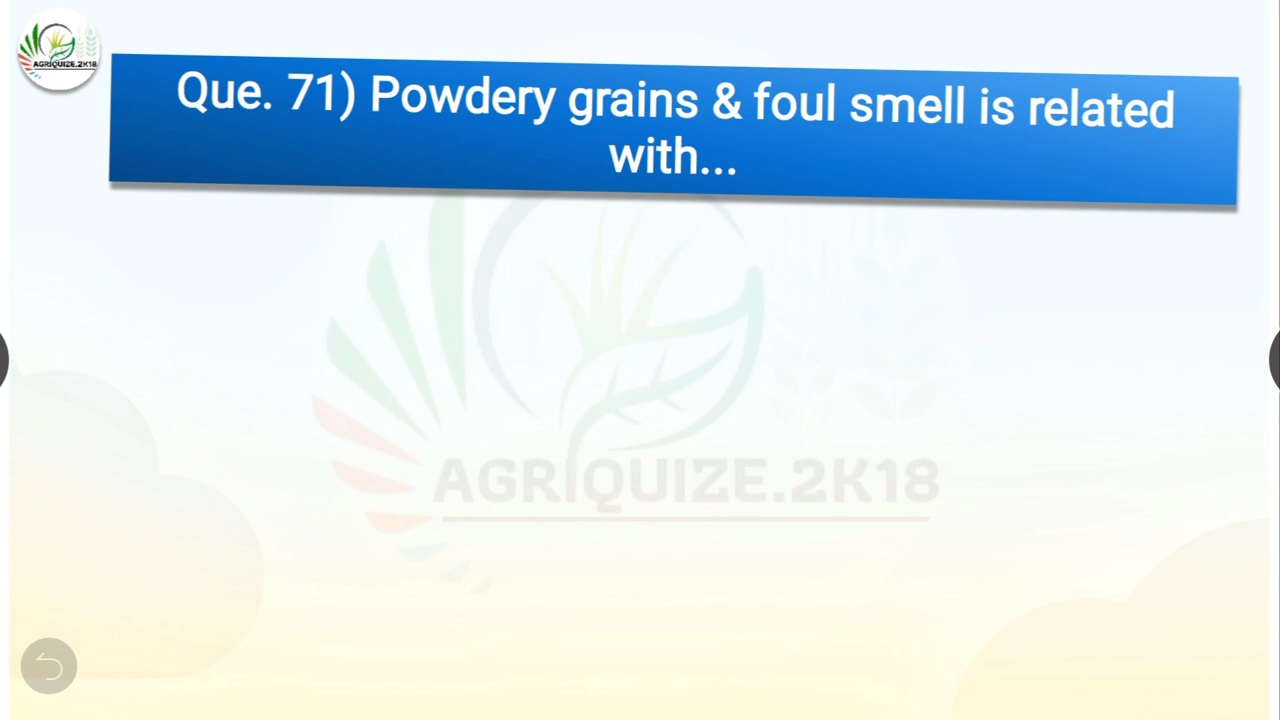 AGRIQUIZE.2K18
Que. 71) Powdery grains & foul smell is related
with...
AGRIQUIZE.2K18